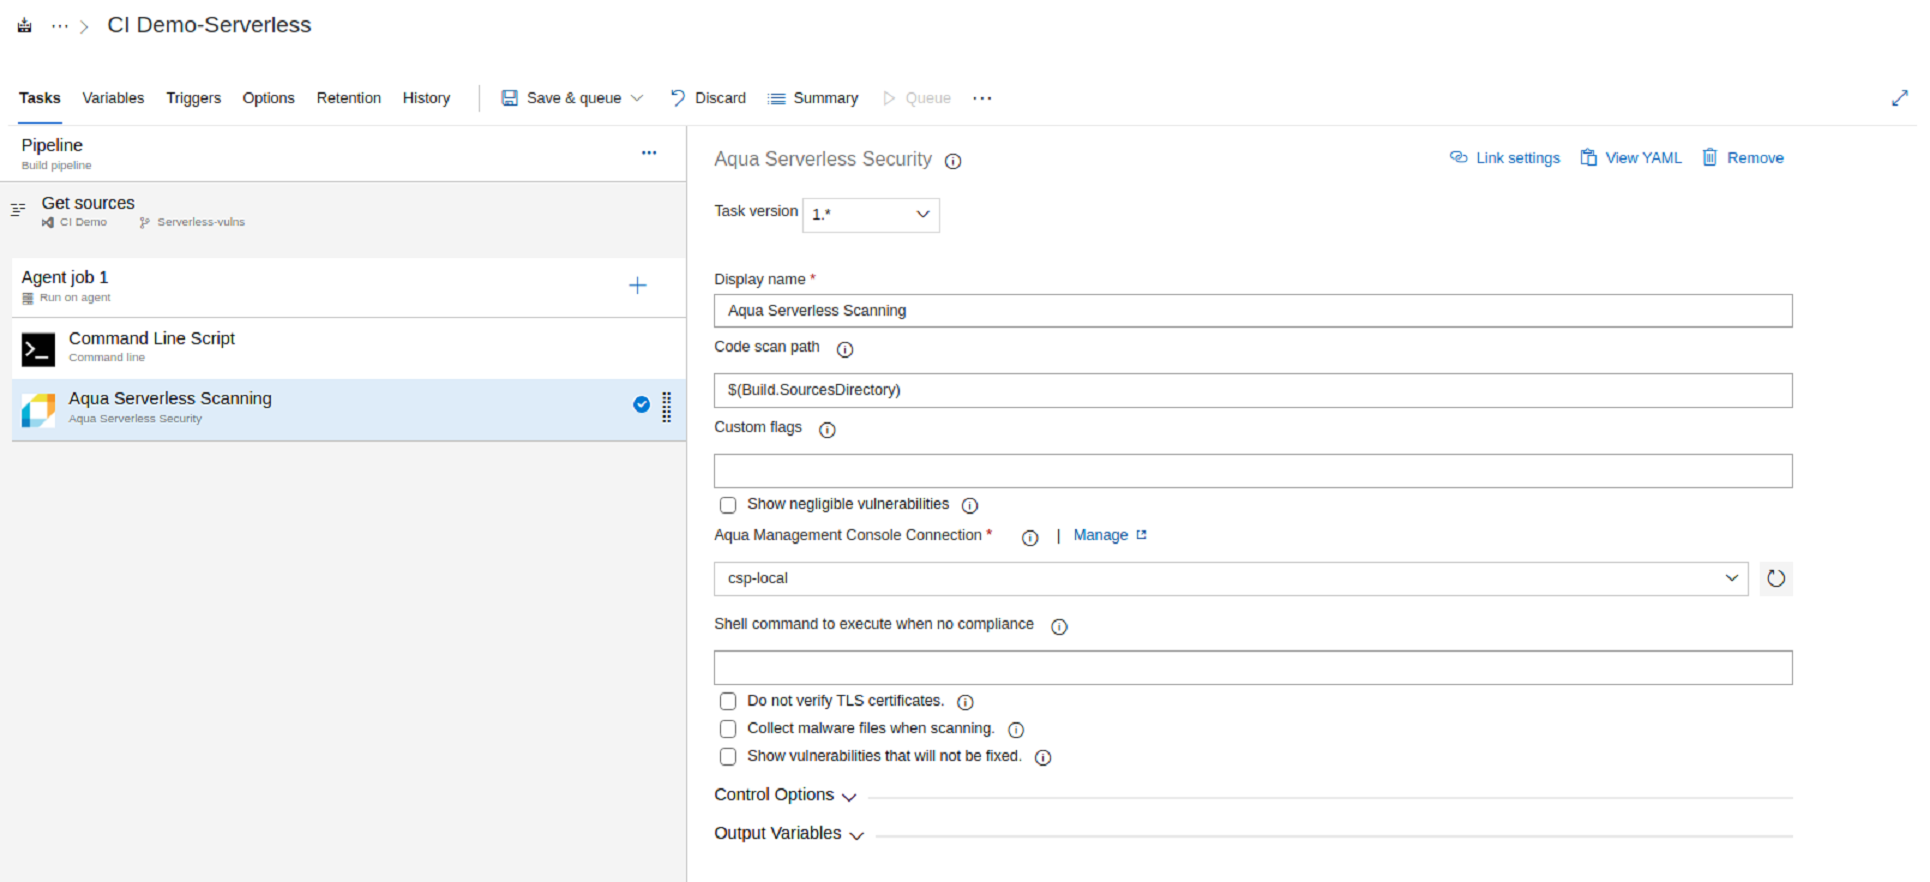 ··· > CI Demo-Serverless
Tasks Variables Triggers Options Retention History Save & queue Discard Summary Queue ···
Pipeline
Build pipeline
Get sources
CI Demo Serverless-vulns
Agent job 1
Run on agent
Command Line Script
Command line
Aqua Serverless Scanning
Aqua Serverless Security
Aqua Serverless Security Link settings View YAML Remove
Task version 1.*
Display name *
Aqua Serverless Scanning
Code scan path
$(Build.SourcesDirectory)
Custom flags
Show negligible vulnerabilities
Aqua Management Console Connection * | Manage
csp-local
Shell command to execute when no compliance
Do not verify TLS certificates.
Collect malware files when scanning.
Show vulnerabilities that will not be fixed.
Control Options
Output Variables